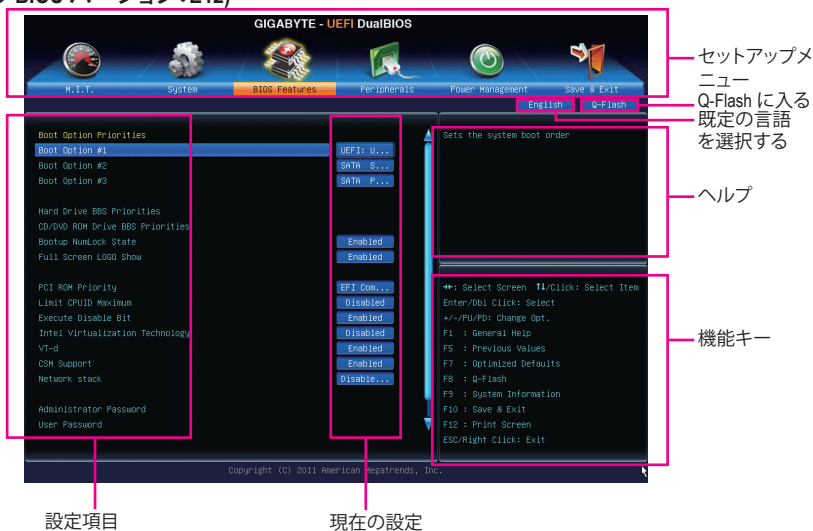 BIOS バージョン:E12)
GIGABYTE - UEFI DualBIOS
M.I.T. System BIOS Features Peripherals Power Management Save & Exit
English Q-Flash
セットアップメ
ニュー
Q-Flash に入る
既定の言語
を選択する
Boot Option Priorities
Boot Option #1 UEFI: U...
Boot Option #2 SATA S...
Boot Option #3 SATA P...
Hard Drive BBS Priorities
CD/DVD ROM Drive BBS Priorities
Bootup NumLock State Enabled
Full Screen LOGO Show Enabled
PCI ROM Priority EFI Com...
Limit CPUID Maximum Disabled
Execute Disable Bit Enabled
Intel Virtualization Technology Disabled
VT-d Enabled
CSM Support Enabled
Network stack Disable...
Administrator Password
User Password
Sets the system boot order
ヘルプ
→←: Select Screen ↑↓/Click: Select Item
Enter/Dbl Click: Select
+/-/PU/PD: Change Opt.
F1 : General Help
F5 : Previous Values
F7 : Optimized Defaults
F8 : Q-Flash
F9 : System Information
F10 : Save & Exit
F12 : Print Screen
ESC/Right Click: Exit
機能キー
Copyright (C) 2011 American Megatrends, Inc.
設定項目
現在の設定